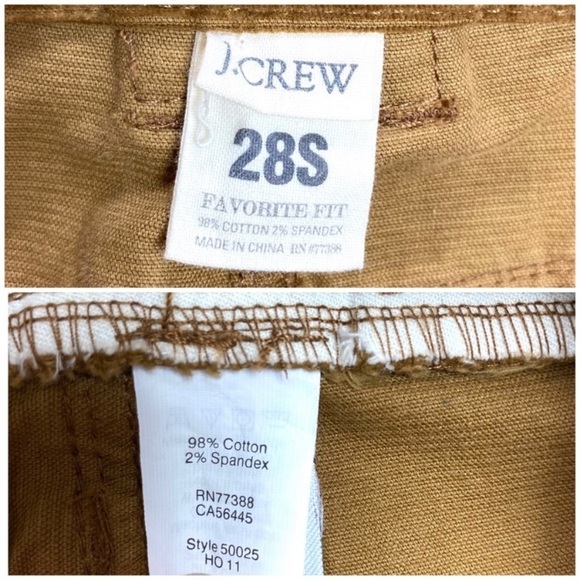 J.CREW
28S
FAVORITE FIT
98% COTTON 2% SPANDEX
MADE IN CHINA RN #77388
98% Cotton
2% Spandex
RN77388
CA56445
Style 50025
HO 11